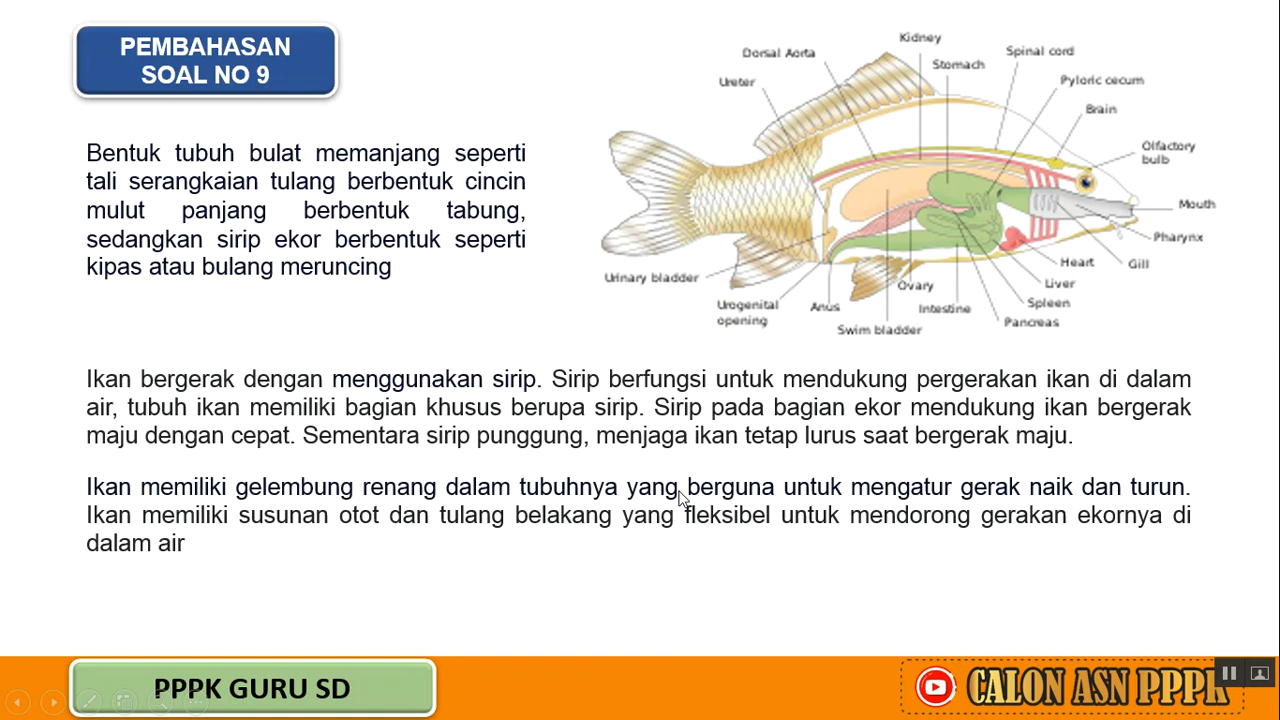 PEMBAHASAN
SOAL NO 9
Bentuk tubuh bulat memanjang seperti
tali serangkaian tulang berbentuk cincin
mulut panjang berbentuk tabung,
sedangkan sirip ekor berbentuk seperti
kipas atau bulang meruncing
Kidney
Dorsal Aorta
Stomach
Spinal cord
Ureter
Pyloric cecum
Brain
Olfactory
bulb
Mouth
Pharynx
Gill
Heart
Liver
Spleen
Pancreas
Urinary bladder
Urogenital
opening
Anus
Ovary
Intestine
Swim bladder
Ikan bergerak dengan menggunakan sirip. Sirip berfungsi untuk mendukung pergerakan ikan di dalam
air, tubuh ikan memiliki bagian khusus berupa sirip. Sirip pada bagian ekor mendukung ikan bergerak
maju dengan cepat. Sementara sirip punggung, menjaga ikan tetap lurus saat bergerak maju.
Ikan memiliki gelembung renang dalam tubuhnya yang berguna untuk mengatur gerak naik dan turun.
Ikan memiliki susunan otot dan tulang belakang yang fleksibel untuk mendorong gerakan ekornya di
dalam air
PPPK GURU SD
CALON ASN PPPK